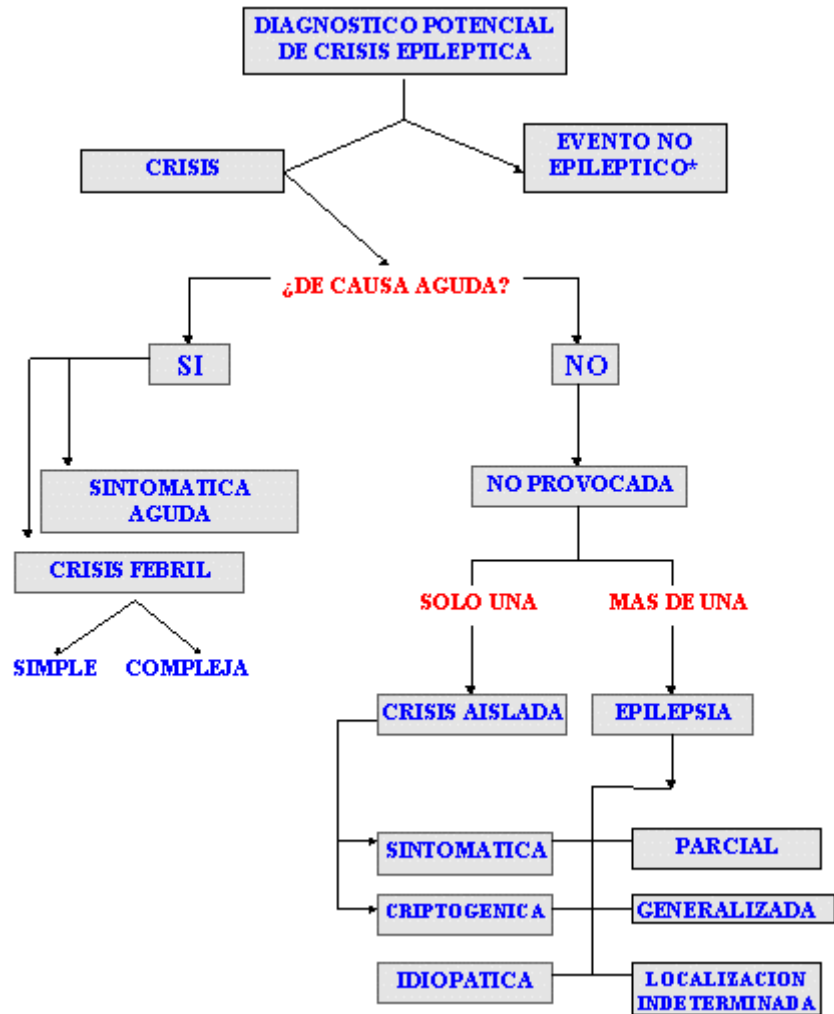 DIAGNOSTICO POTENCIAL
DE CRISIS EPILEPTICA
CRISIS
EVENTO NO
EPILEPTICO*
¿DE CAUSA AGUDA?
SI
NO
SINTOMATICA
AGUDA
NO PROVOCADA
CRISIS FEBRIL
SOLO UNA
MAS DE UNA
SIMPLE
COMPLEJA
CRISIS AISLADA
EPILEPSIA
SINTOMATICA
PARCIAL
CRIPTOGENICA
GENERALIZADA
IDIOPATICA
LOCALIZACION
INDETERMINADA